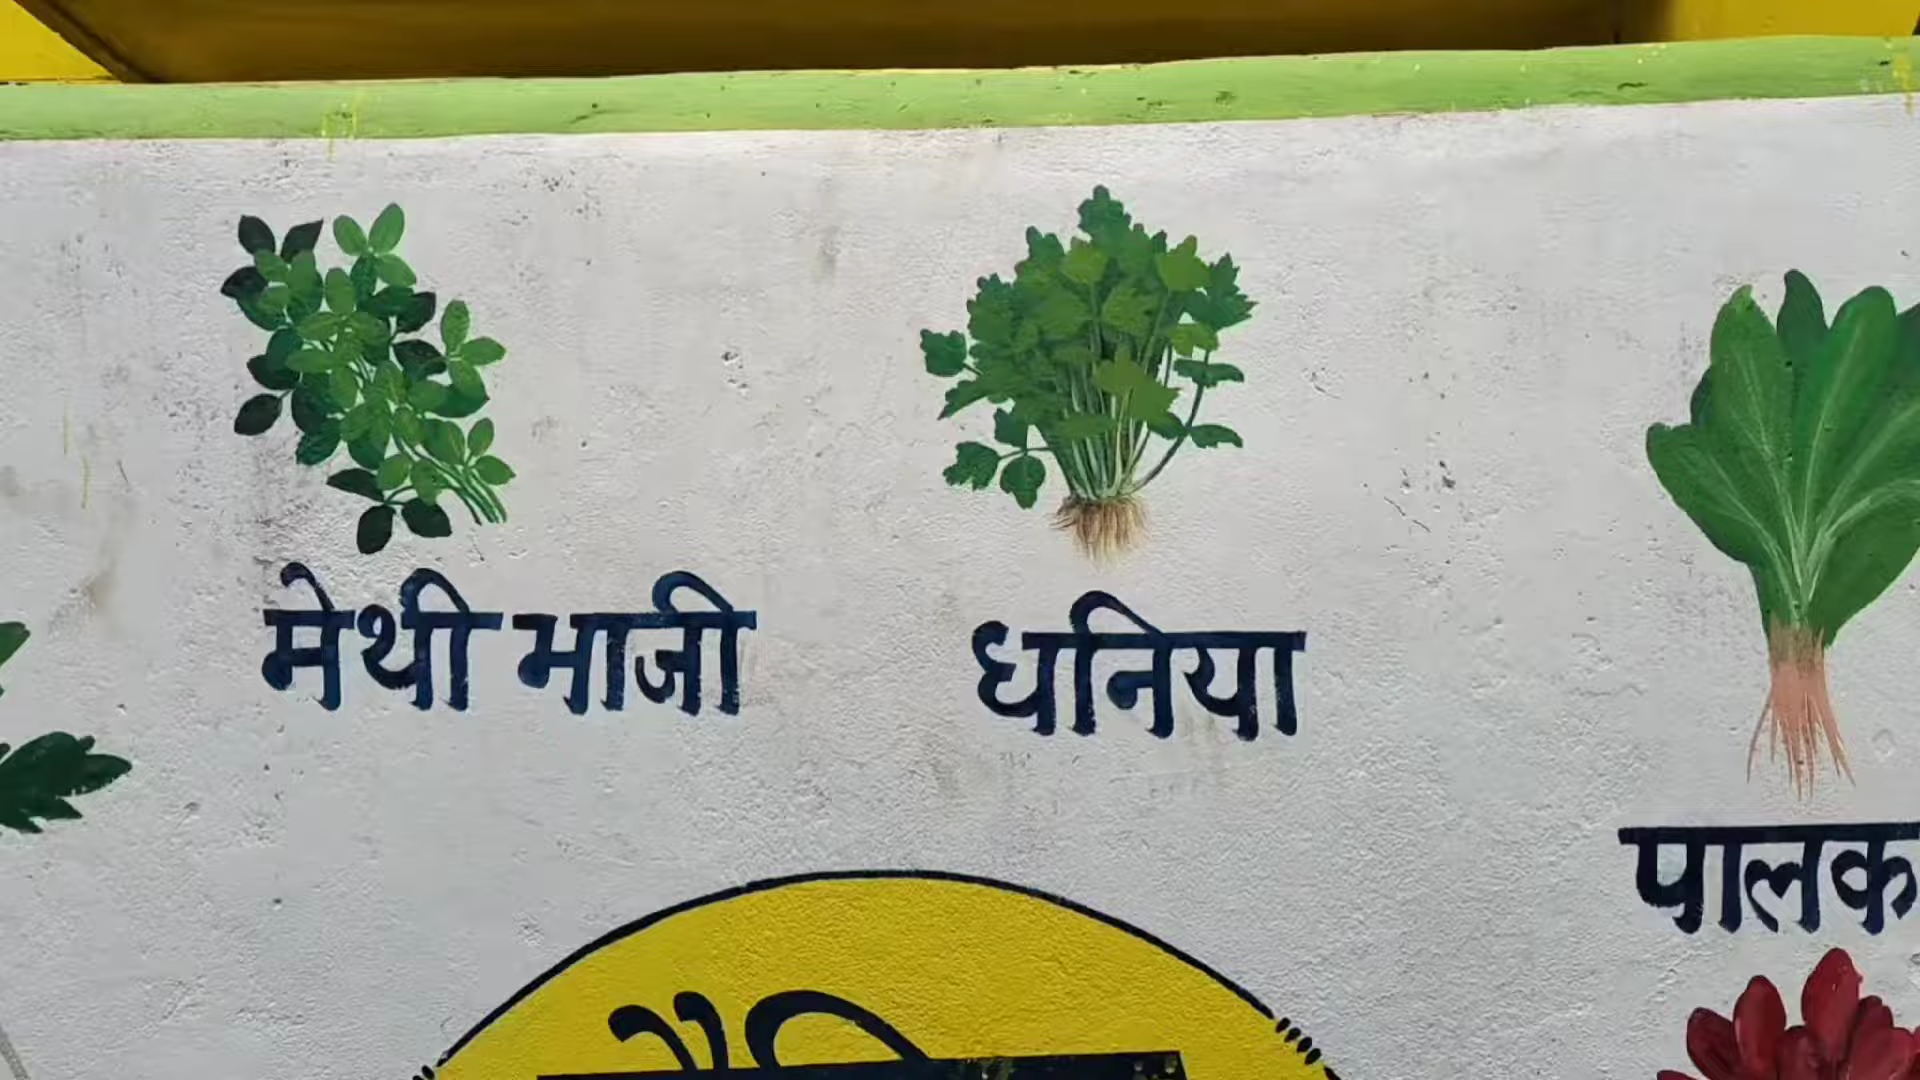 मेथी भाजी
धनिया
पालक